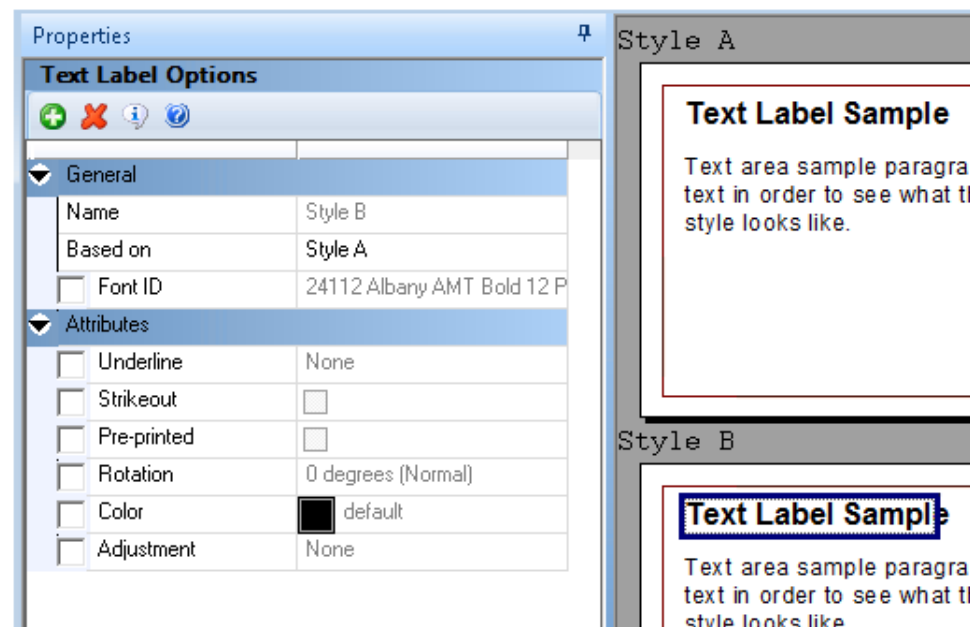 Properties
Text Label Options
General
Name Style B
Based on Style A
Font ID 24112 Albany AMT Bold 12 P
Attributes
Underline None
Strikeout
Pre-printed
Rotation 0 degrees (Normal)
Color default
Adjustment None
Style A
Text Label Sample
Text area sample paragra
text in order to see what th
style looks like.
Style B
Text Label Sample
Text area sample paragra
text in order to see what th
style looks like